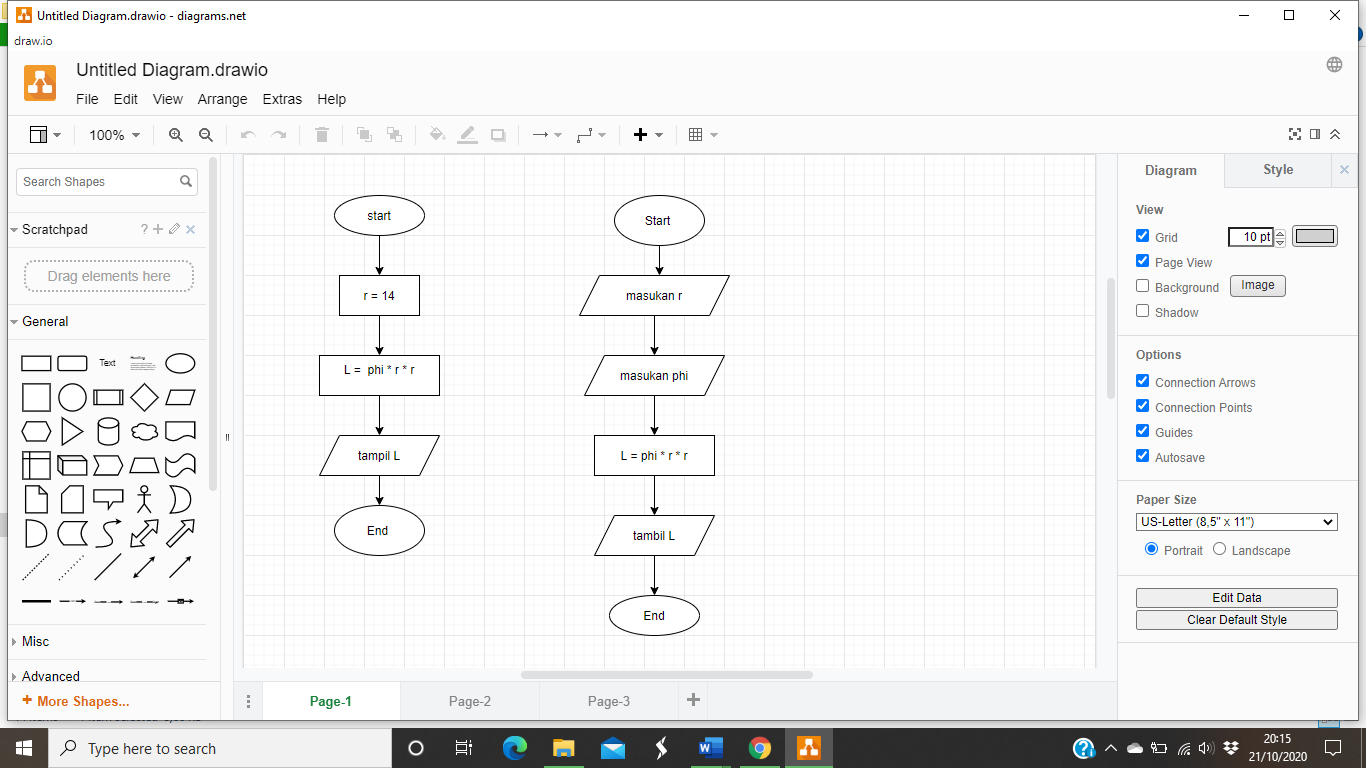 Untitled Diagram.drawio - diagrams.net
draw.io
Untitled Diagram.drawio
File Edit View Arrange Extras Help
100%
Search Shapes
Scratchpad
?
Drag elements here
General
Text
Heading
Misc
Advanced
+ More Shapes...
start
r = 14
L = phi * r * r
tampil L
End
Start
masukan r
masukan phi
L = phi * r * r
tambil L
End
Page-1 Page-2 Page-3
Diagram Style
View
Grid 10 pt
Page View
Background Image
Shadow
Options
Connection Arrows
Connection Points
Guides
Autosave
Paper Size
US-Letter (8,5" x 11")
Portrait Landscape
Edit Data
Clear Default Style
Type here to search
20:15
21/10/2020